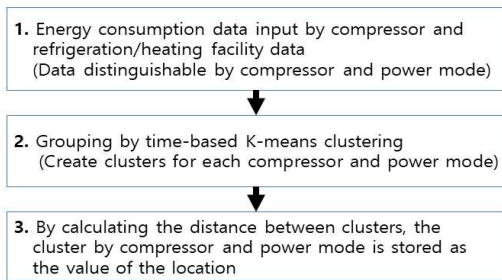 1. Energy consumption data input by compressor and
refrigeration/heating facility data
(Data distinguishable by compressor and power mode)
2. Grouping by time-based K-means clustering
(Create clusters for each compressor and power mode)
3. By calculating the distance between clusters, the
cluster by compressor and power mode is stored as
the value of the location